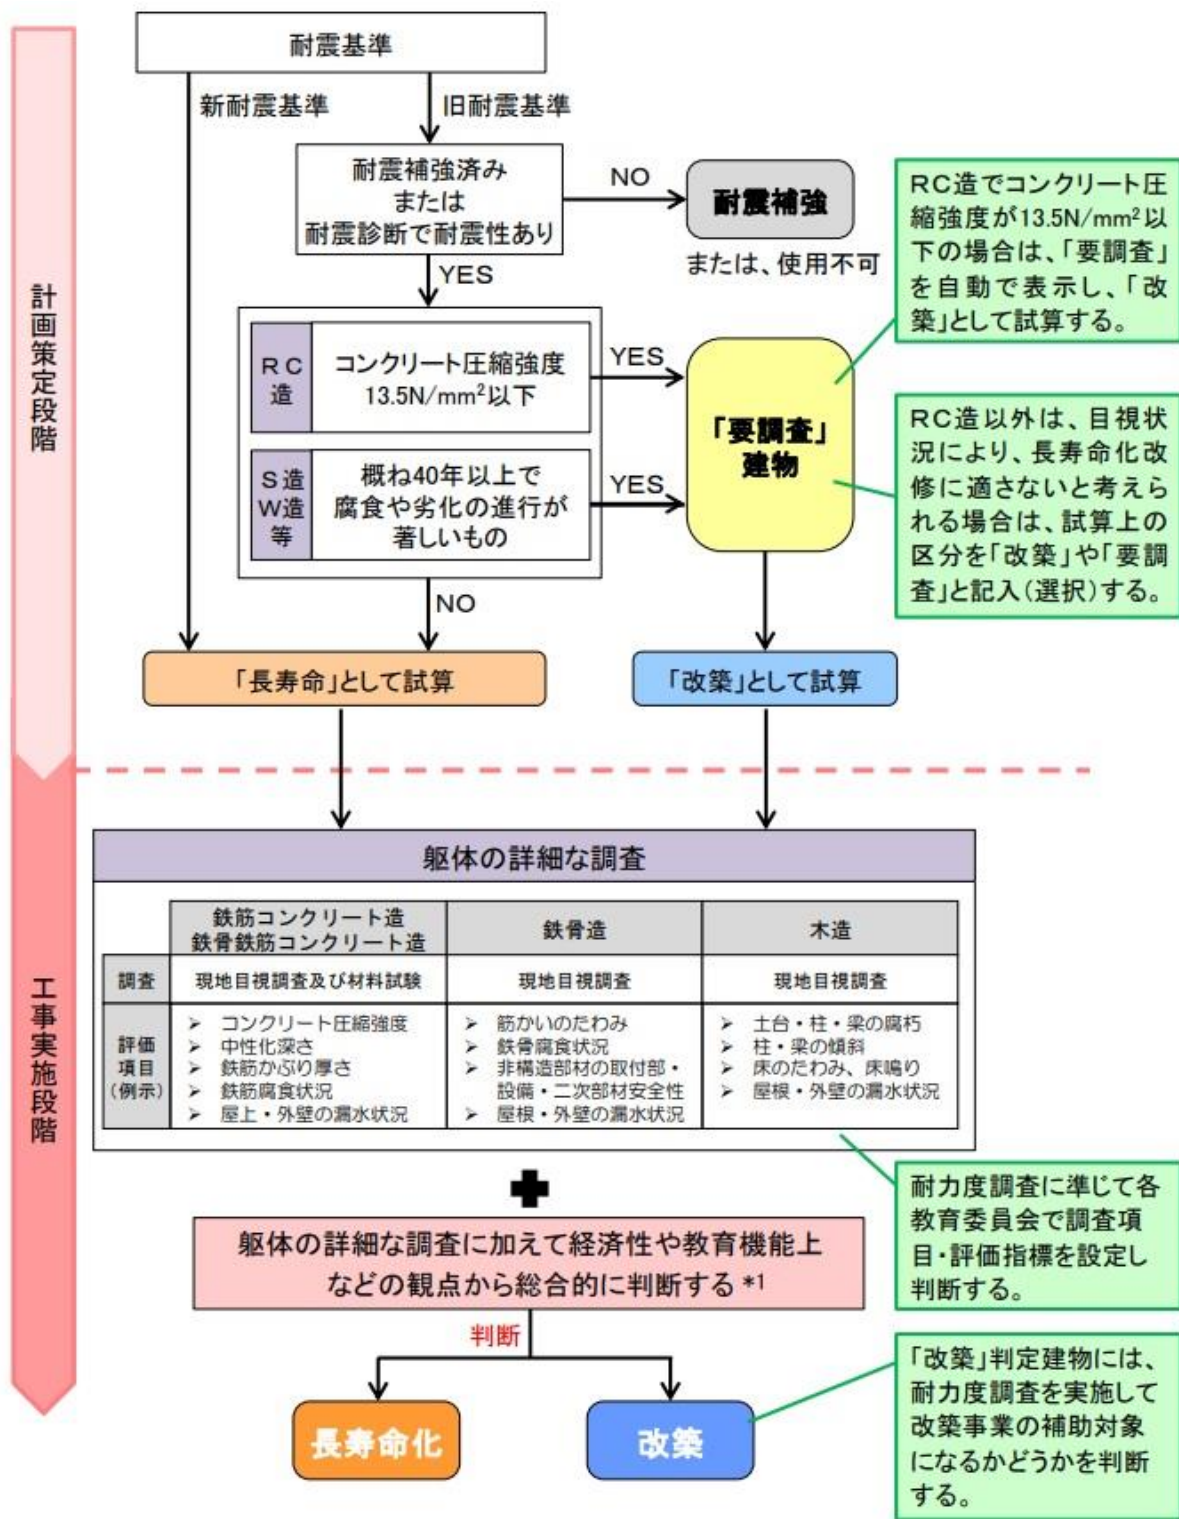 計画策定段階
耐震基準
新耐震基準
旧耐震基準
耐震補強済み
または
耐震診断で耐震性あり
NO
耐震補強
または、使用不可
YES
RC
造
コンクリート圧縮強度
13.5N/mm²以下
YES
S造
W造
等
概ね40年以上で
腐食や劣化の進行が
著しいもの
YES
「要調査」
建物
NO
「長寿命」として試算
「改築」として試算
RC造でコンクリート圧
縮強度が13.5N/mm²以
下の場合は、「要調査」
を自動で表示し、「改
築」として試算する。
RC造以外は、目視状
況により、長寿命化改
修に適さないと考えら
れる場合は、試算上の
区分を「改築」や「要調
査」と記入(選択)する。
工事実施段階
躯体の詳細な調査
鉄筋コンクリート造
鉄骨鉄筋コンクリート造
鉄骨造
木造
調査
現地目視調査及び材料試験
現地目視調査
現地目視調査
評価
項目
(例示)
➢ コンクリート圧縮強度
➢ 中性化深さ
➢ 鉄筋かぶり厚さ
➢ 鉄筋腐食状況
➢ 屋上・外壁の漏水状況
➢ 筋かいのたわみ
➢ 鉄骨腐食状況
➢ 非構造部材の取付部・
設備・二次部材安全性
➢ 屋根・外壁の漏水状況
➢ 土台・柱・梁の腐朽
➢ 柱・梁の傾斜
➢ 床のたわみ、床鳴り
➢ 屋根・外壁の漏水状況
耐力度調査に準じて各
教育委員会で調査項
目・評価指標を設定し
判断する。
躯体の詳細な調査に加えて経済性や教育機能上
などの観点から総合的に判断する *1
判断
長寿命化
改築
「改築」判定建物には、
耐力度調査を実施して
改築事業の補助対象
になるかどうかを判断
する。